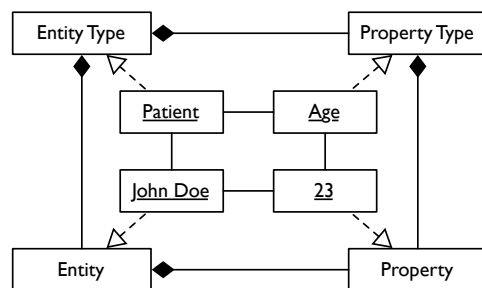 Entity Type
Property Type
Patient
Age
John Doe
23
Entity
Property